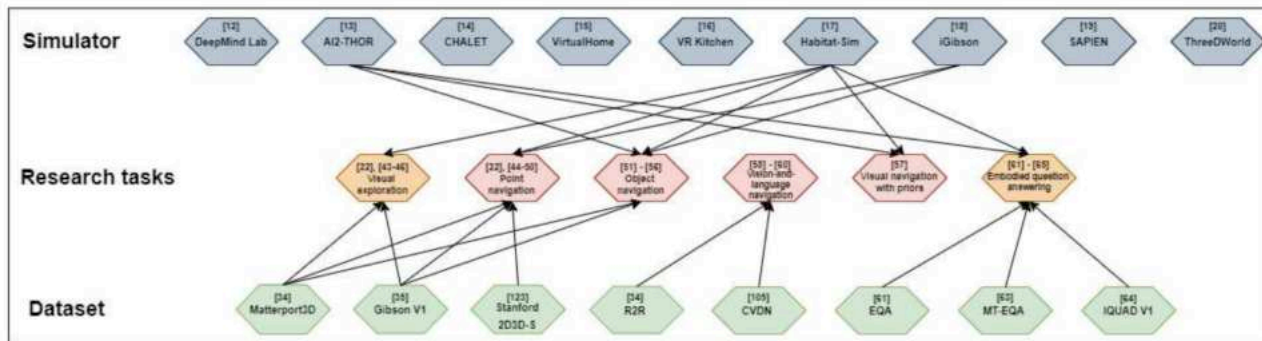 Simulator
[12]
DeepMind Lab
[13]
AI2-THOR
[14]
CHALET
[15]
VirtualHome
[16]
VR Kitchen
[17]
Habitat-Sim
[18]
iGibson
[19]
SAPIEN
[20]
ThreeDWorld
Research tasks
[22], [43-46]
Visual
exploration
[22], [44-50]
Point
navigation
[51] - [56]
Object
navigation
[58] - [60]
Vision-and-
language
navigation
[57]
Visual navigation
with priors
[61] - [65]
Embodied question
answering
Dataset
[34]
Matterport3D
[35]
Gibson V1
[123]
Stanford
2D3D-S
[34]
R2R
[105]
CVDN
[61]
EQA
[63]
MT-EQA
[64]
IQUAD V1